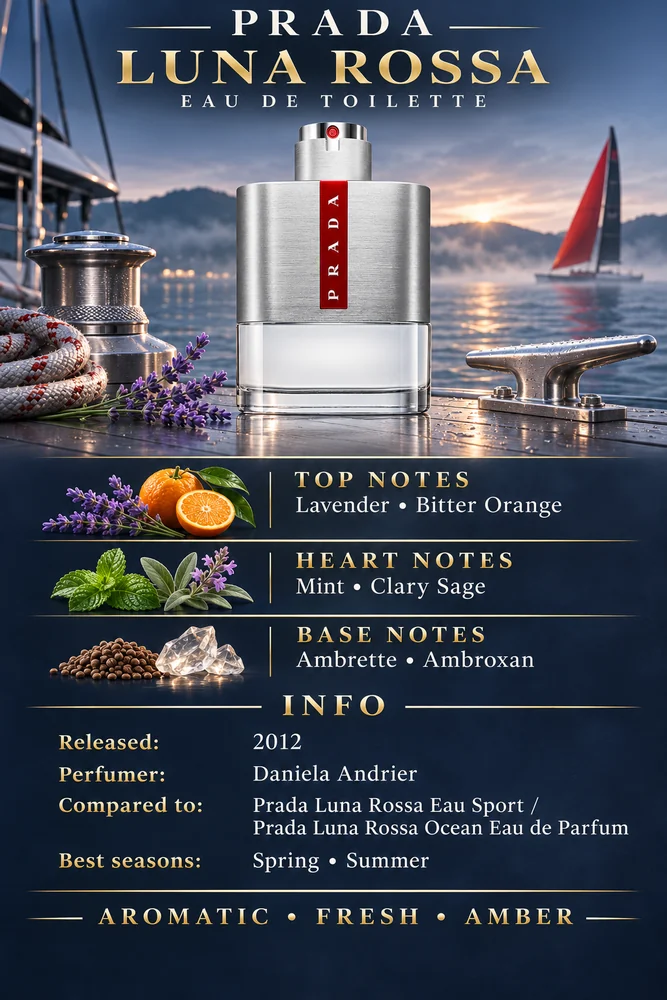 PRADA
LUNA ROSSA
EAU DE TOILETTE
PRADA
TOP NOTES
Lavender • Bitter Orange
HEART NOTES
Mint • Clary Sage
BASE NOTES
Ambrette • Ambroxan
INFO
Released: 2012
Perfumer: Daniela Andrier
Compared to: Prada Luna Rossa Eau Sport /
Prada Luna Rossa Ocean Eau de Parfum
Best seasons: Spring • Summer
AROMATIC • FRESH • AMBER